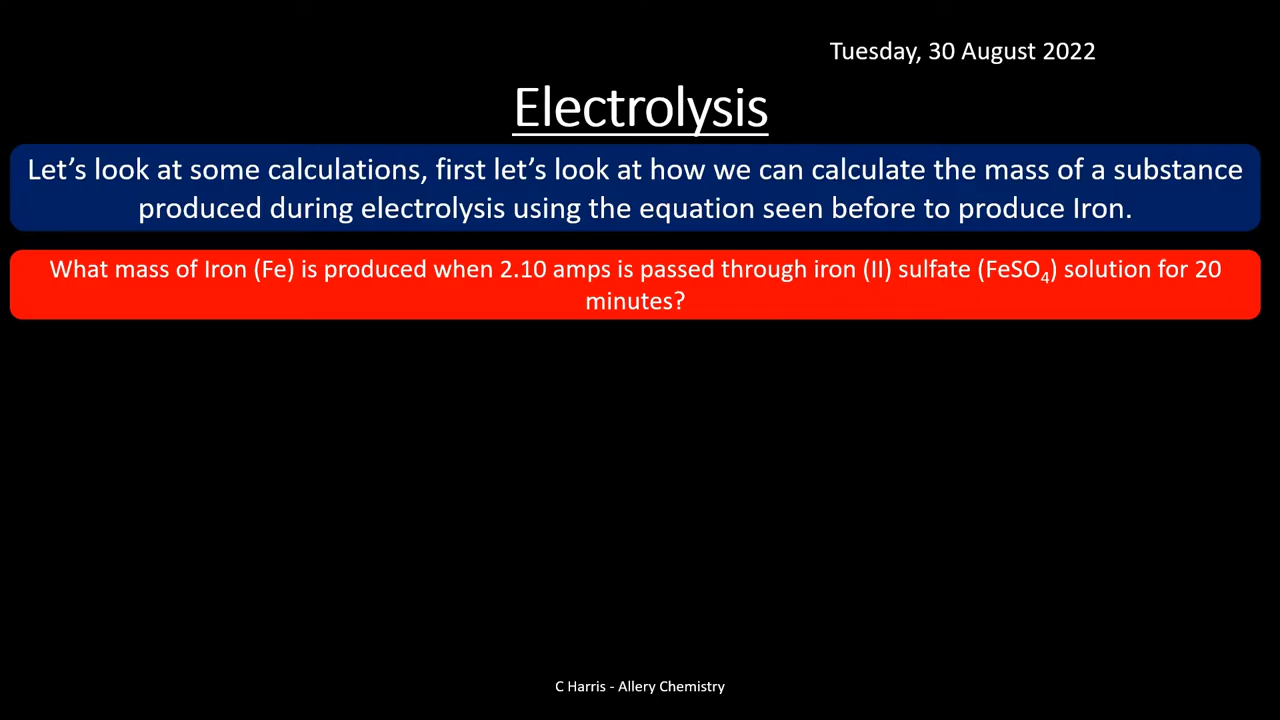 Tuesday, 30 August 2022
Electrolysis
Let’s look at some calculations, first let’s look at how we can calculate the mass of a substance
produced during electrolysis using the equation seen before to produce Iron.
What mass of Iron (Fe) is produced when 2.10 amps is passed through iron (II) sulfate (FeSO₄) solution for 20
minutes?
C Harris - Allery Chemistry